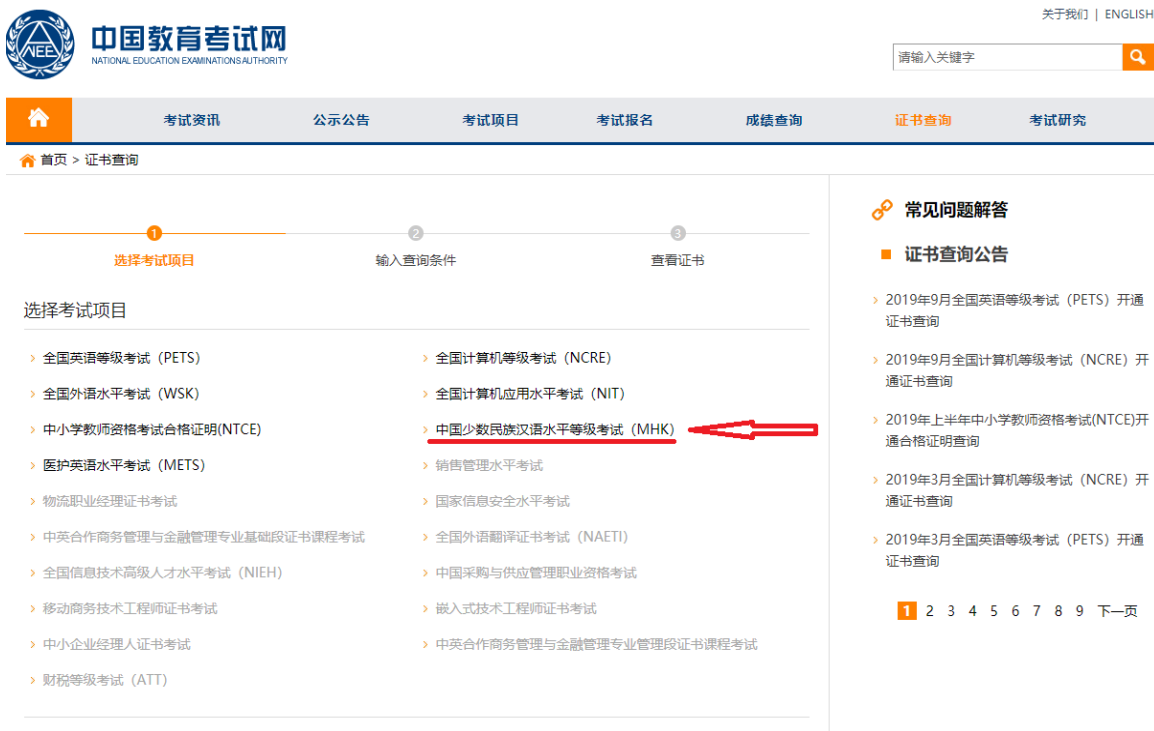 关于我们 | ENGLISH
NEE
中国教育考试网
NATIONAL EDUCATION EXAMINATIONS AUTHORITY
请输入关键字
考试资讯 公示公告 考试项目 考试报名 成绩查询 证书查询 考试研究
首页 > 证书查询
1 2 3
选择考试项目 输入查询条件 查看证书
选择考试项目
全国英语等级考试（PETS） 全国计算机等级考试（NCRE）
全国外语水平考试（WSK） 全国计算机应用水平考试（NIT）
中小学教师资格考试合格证明(NTCE) 中国少数民族汉语水平等级考试（MHK）
医护英语水平考试（METS） 销售管理水平考试
物流职业经理证书考试 国家信息安全水平考试
中英合作商务管理与金融管理专业基础段证书课程考试 全国外语翻译证书考试（NAETI）
全国信息技术高级人才水平考试（NIEH） 中国采购与供应管理职业资格考试
移动商务技术工程师证书考试 嵌入式技术工程师证书考试
中小企业经理人证书考试 中英合作商务管理与金融管理专业管理段证书课程考试
财税等级考试（ATT）
常见问题解答
证书查询公告
2019年9月全国英语等级考试（PETS）开通
证书查询
2019年9月全国计算机等级考试（NCRE）开
通证书查询
2019年上半年中小学教师资格考试(NTCE)开
通合格证明查询
2019年3月全国计算机等级考试（NCRE）开
通证书查询
2019年3月全国英语等级考试（PETS）开通
证书查询
1 2 3 4 5 6 7 8 9 下一页